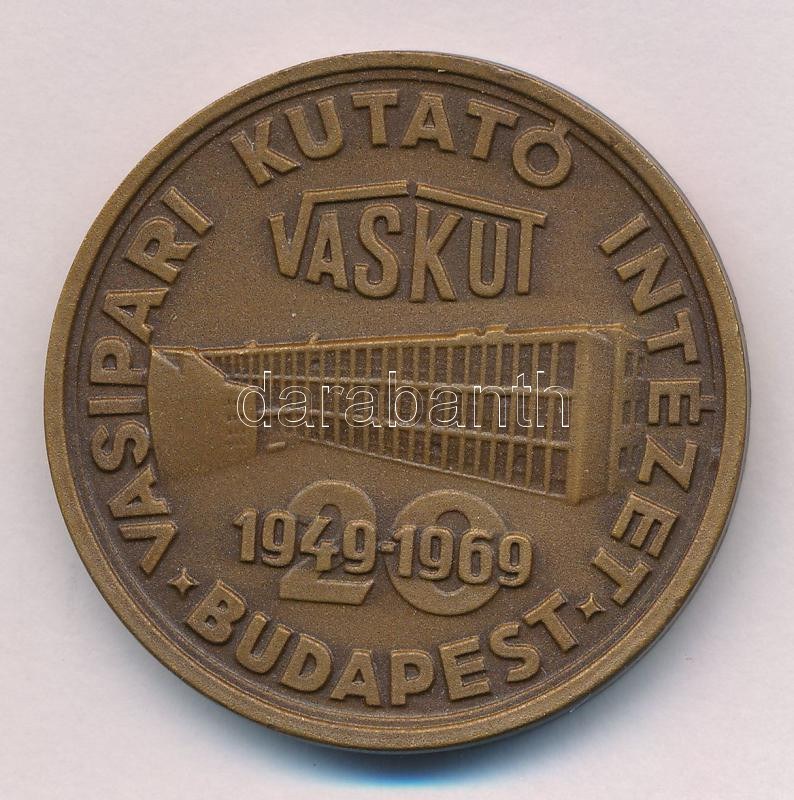 VASIPARI KUTATÓ INTÉZET
VASKUT
darabanth
20
1949-1969
BUDAPEST